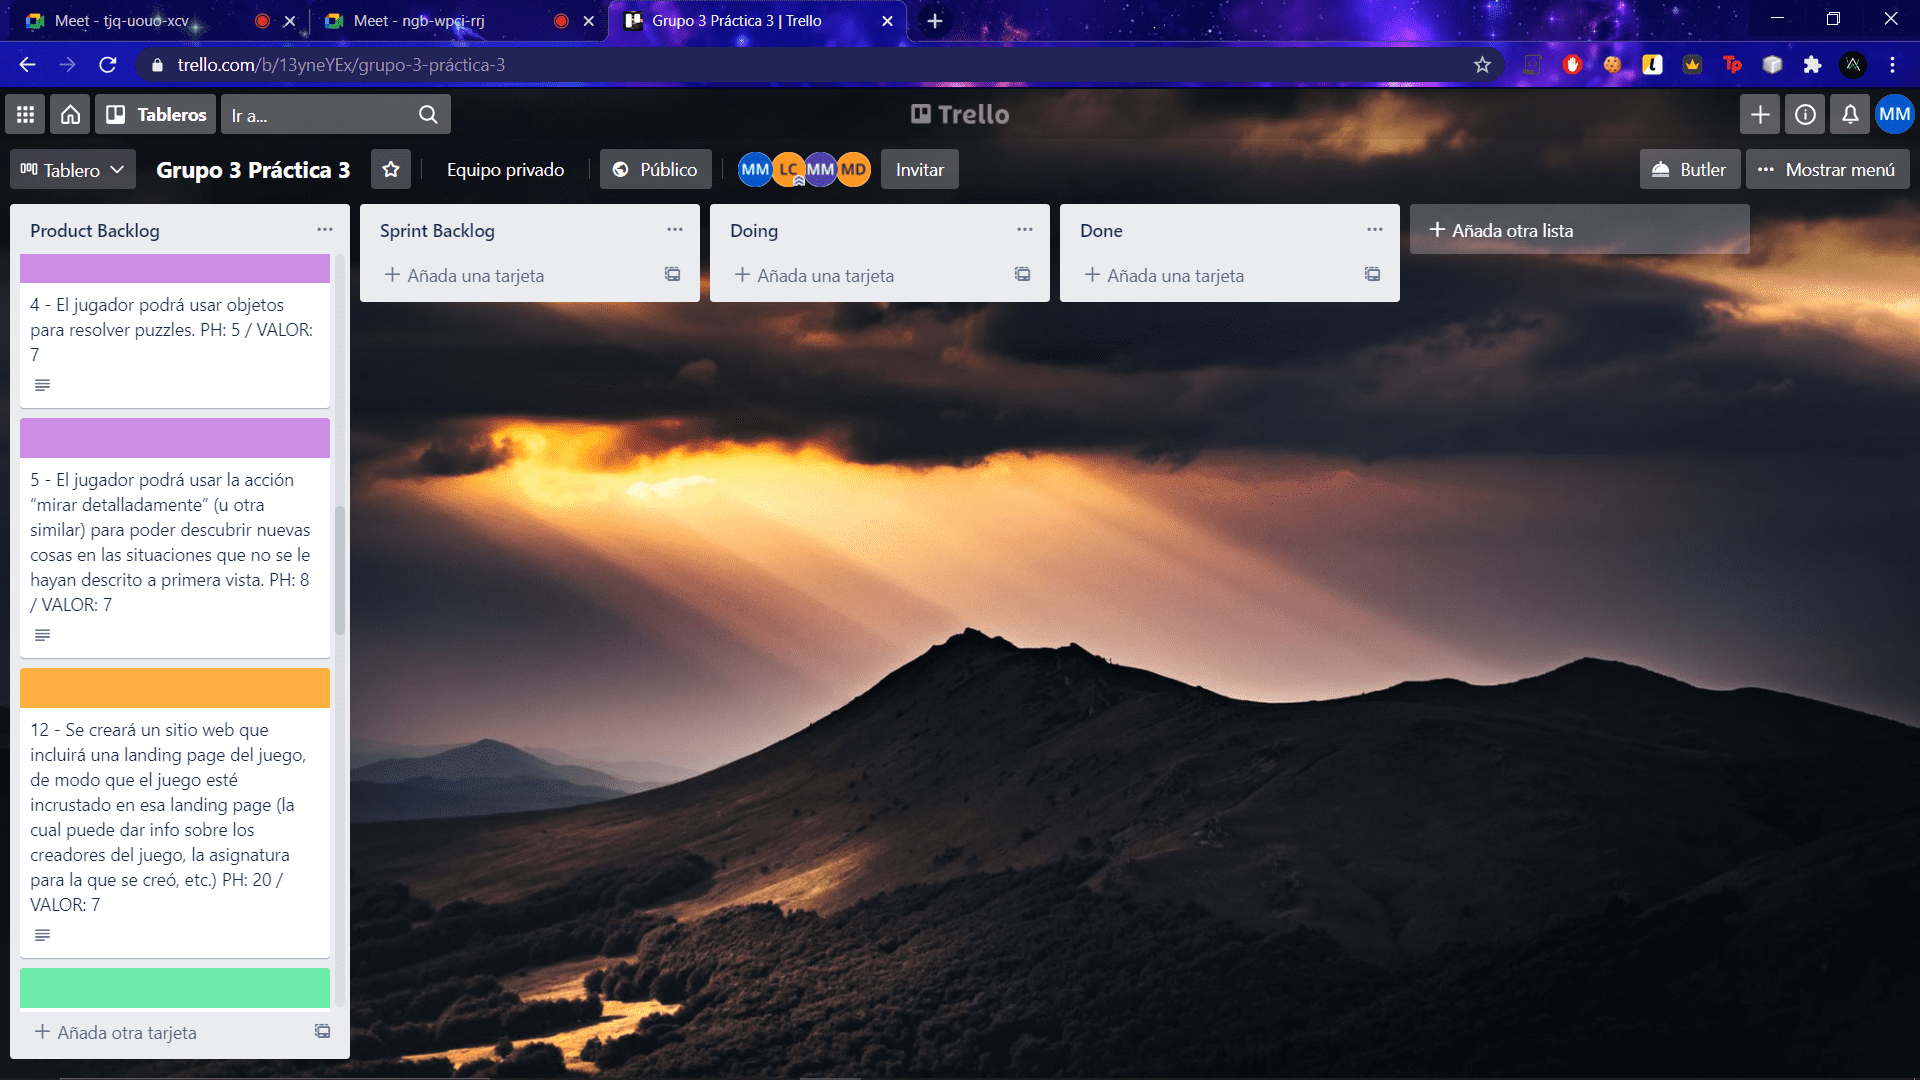 Meet - tjq-uouo-xcv
Meet - ngb-wpcj-rrj
Grupo 3 Práctica 3 | Trello
trello.com/b/13yneYEx/grupo-3-práctica-3
Tableros
Ir a...
Trello
MM
Tablero
Grupo 3 Práctica 3
Equipo privado
Público
MM
LC
MM
MD
Invitar
Butler
Mostrar menú
Product Backlog
4 - El jugador podrá usar objetos
para resolver puzzles. PH: 5 / VALOR:
7
5 - El jugador podrá usar la acción
“mirar detalladamente” (u otra
similar) para poder descubrir nuevas
cosas en las situaciones que no se le
hayan descrito a primera vista. PH: 8
/ VALOR: 7
12 - Se creará un sitio web que
incluirá una landing page del juego,
de modo que el juego esté
incrustado en esa landing page (la
cual puede dar info sobre los
creadores del juego, la asignatura
para la que se creó, etc.) PH: 20 /
VALOR: 7
Añada otra tarjeta
Sprint Backlog
Añada una tarjeta
Doing
Añada una tarjeta
Done
Añada una tarjeta
Añada otra lista